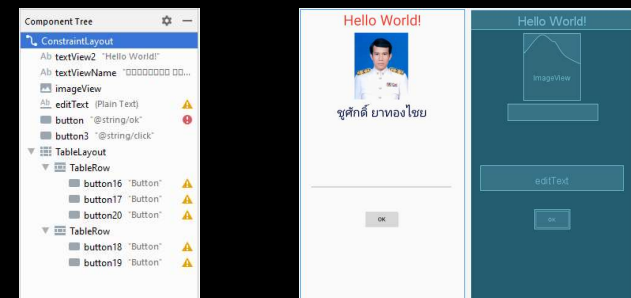 Component Tree
ConstraintLayout
Ab textView2 "Hello World!"
Ab textViewName "▯▯▯▯▯▯▯▯ ▯▯...
imageView
Ab editText (Plain Text)
button "@string/ok"
button3 "@string/click"
TableLayout
TableRow
button16 "Button"
button17 "Button"
button20 "Button"
TableRow
button18 "Button"
button19 "Button"
Hello World!
ชูศักดิ์ ยาทองไชย
OK
Hello World!
ImageView
editText
OK